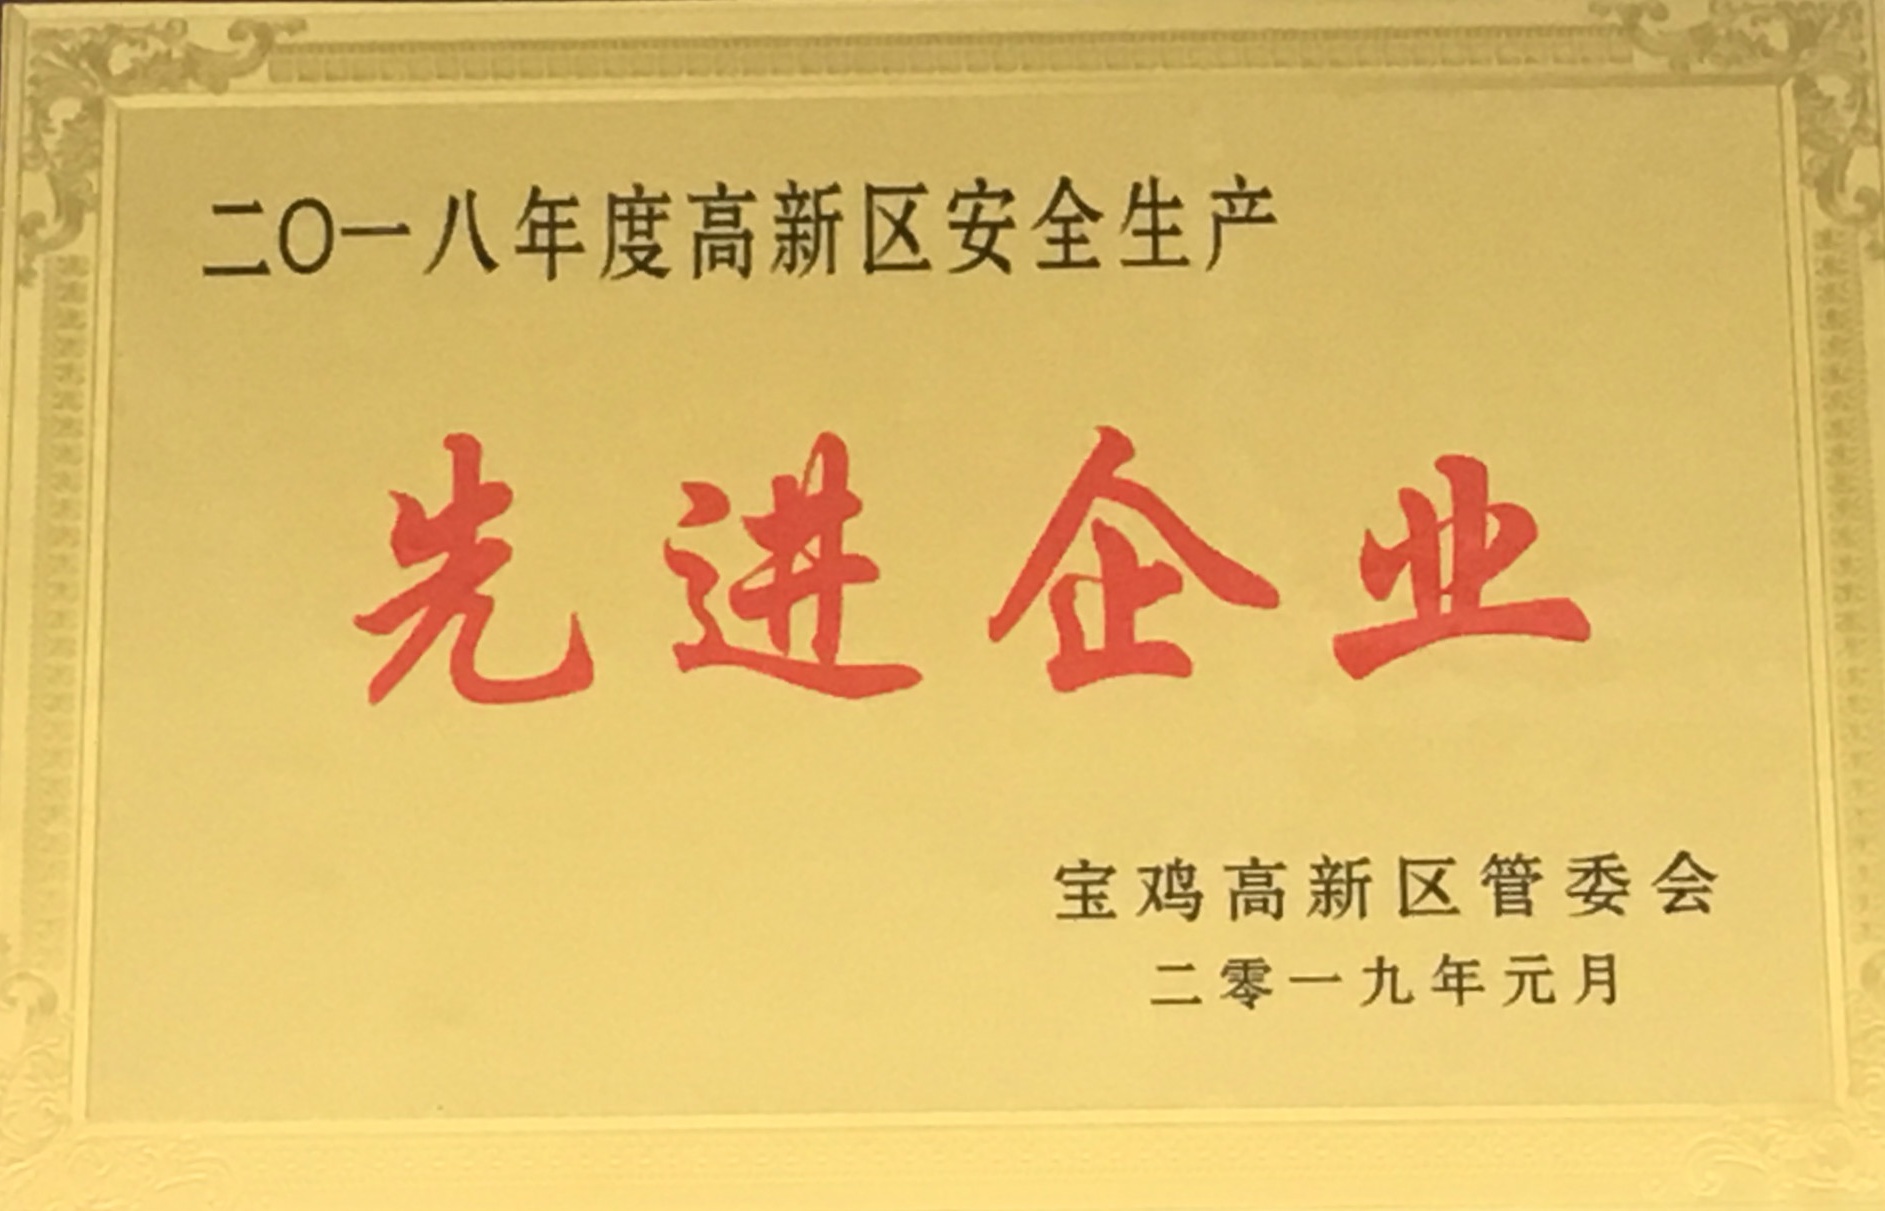 二〇一八年度高新区安全生产
先进企业
宝鸡高新区管委会
二零一九年元月